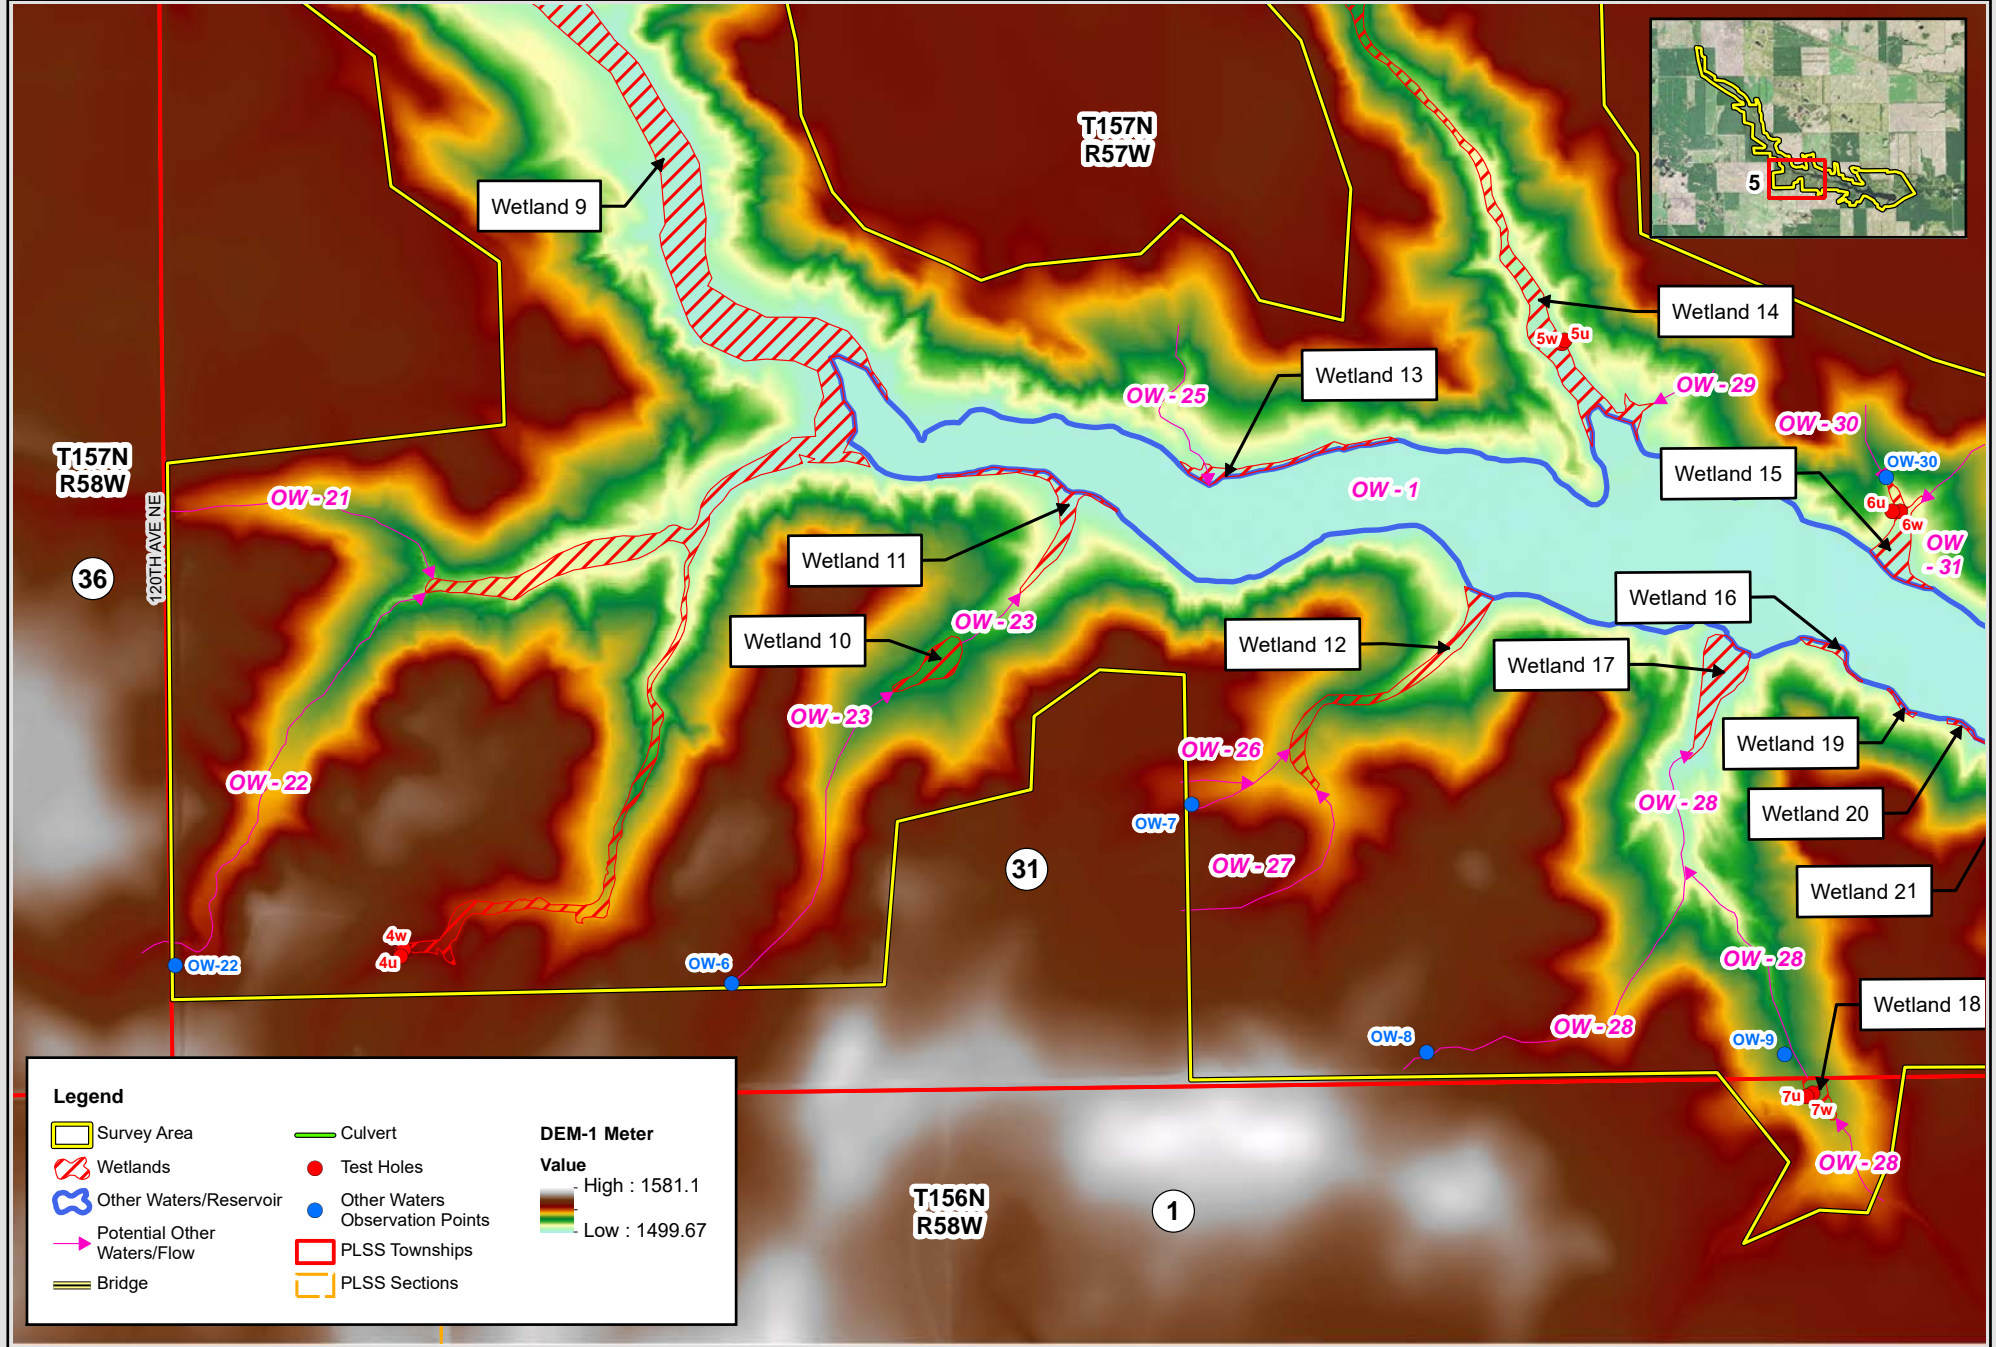 T157N
R57W
5
Wetland 9
Wetland 14
5w
5u
Wetland 13
OW - 25
OW - 29
OW - 30
OW-30
T157N
R58W
Wetland 15
6u
6w
OW - 1
OW - 21
120TH AVE NE
OW
- 31
Wetland 11
36
Wetland 16
OW - 23
Wetland 10
Wetland 12
Wetland 17
OW - 23
OW - 26
Wetland 19
OW - 22
OW - 28
Wetland 20
OW-7
OW - 27
31
Wetland 21
4w
4u
OW-22
OW-6
OW - 28
Wetland 18
OW - 28
OW-8
OW-9
7u
7w
OW - 28
T156N
R58W
1
Legend
Survey Area
Wetlands
Other Waters/Reservoir
Potential Other
Waters/Flow
Bridge
Culvert
Test Holes
Other Waters
Observation Points
PLSS Townships
PLSS Sections
DEM-1 Meter
Value
High : 1581.1
Low : 1499.67